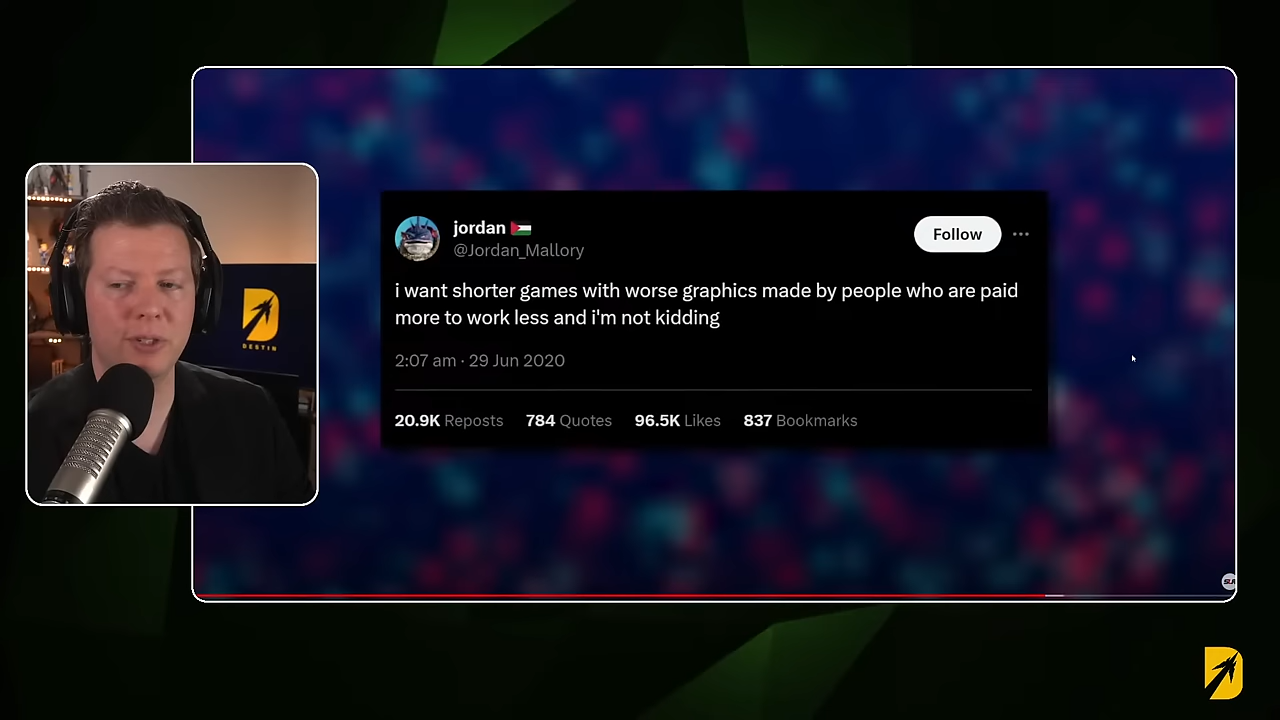 jordan 🇵🇸
@Jordan_Mallory
Follow
i want shorter games with worse graphics made by people who are paid
more to work less and i'm not kidding
2:07 am · 29 Jun 2020
20.9K Reposts 784 Quotes 96.5K Likes 837 Bookmarks
DESTIN